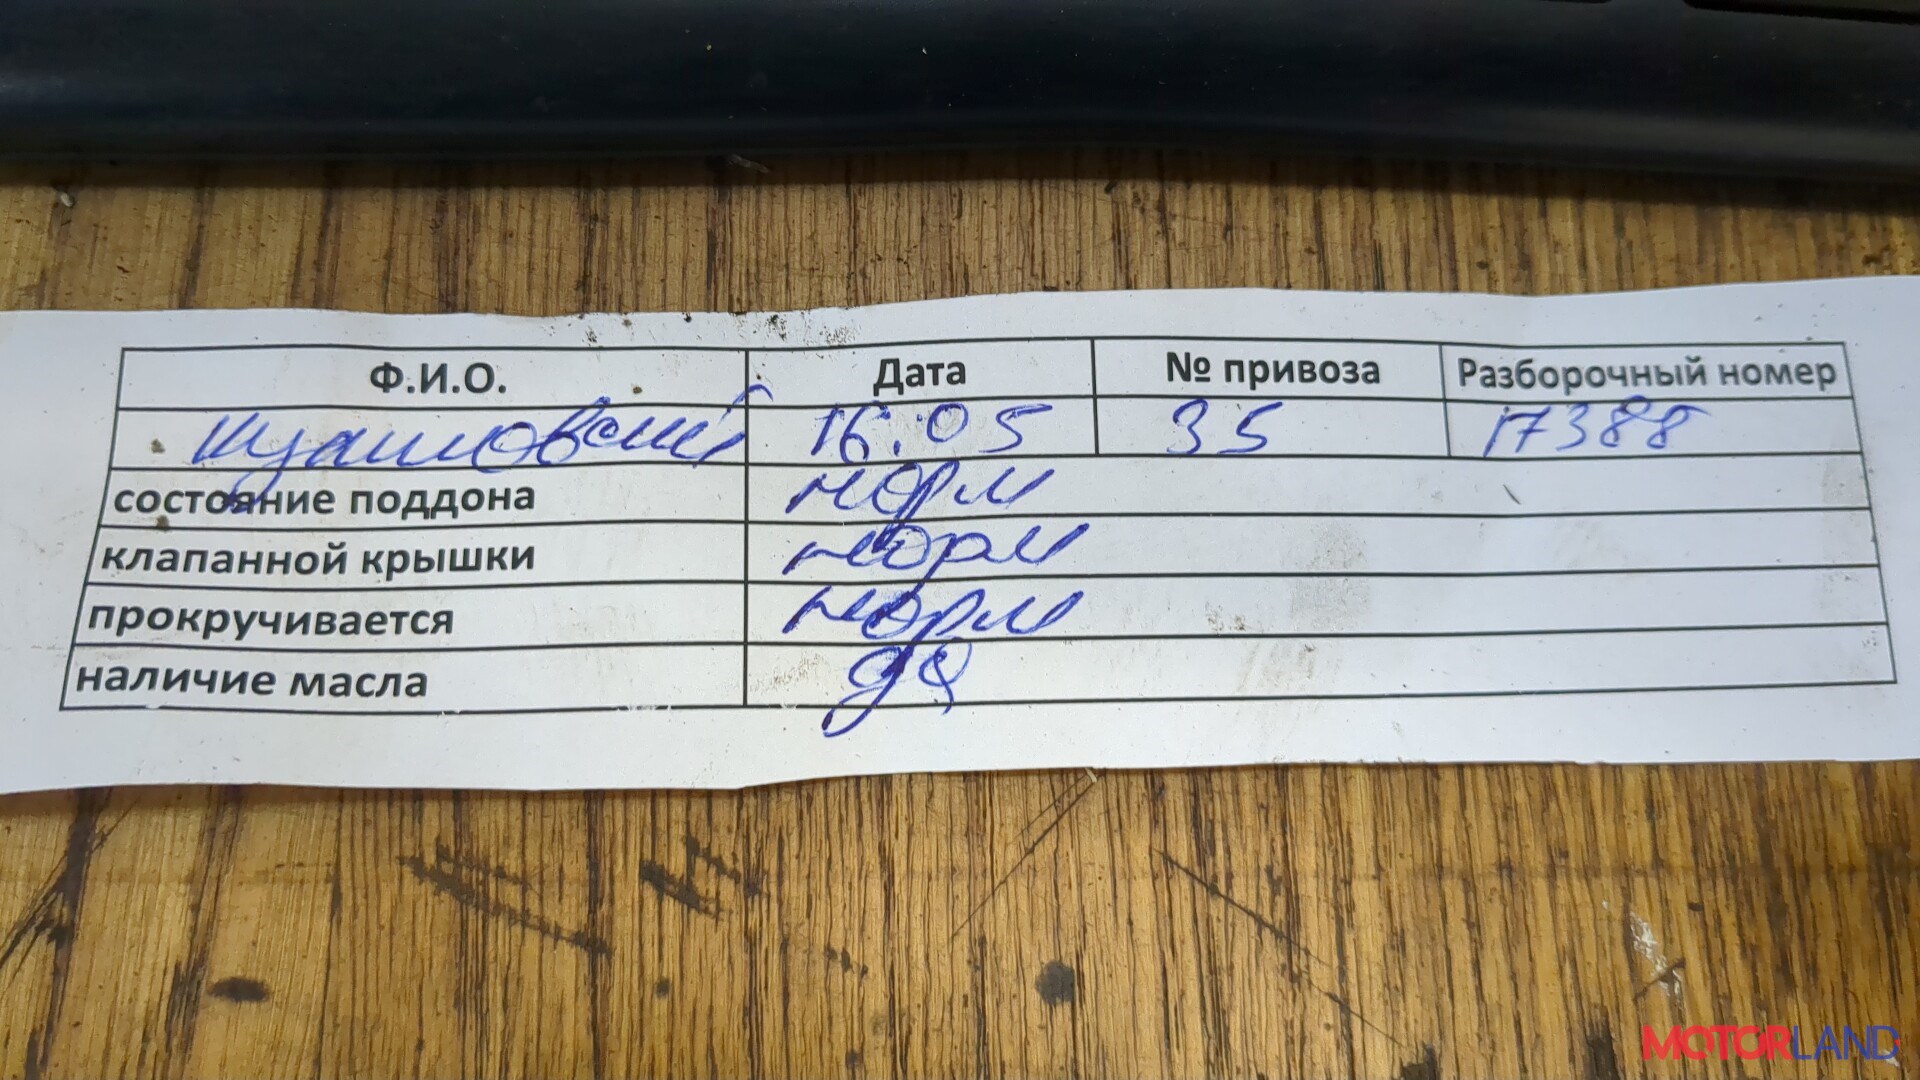 Ф.И.О. Дата № привоза Разборочный номер
16.05 35 17388
состояние поддона норм
клапанной крышки норм
прокручивается норм
наличие масла да
MOTORLAND